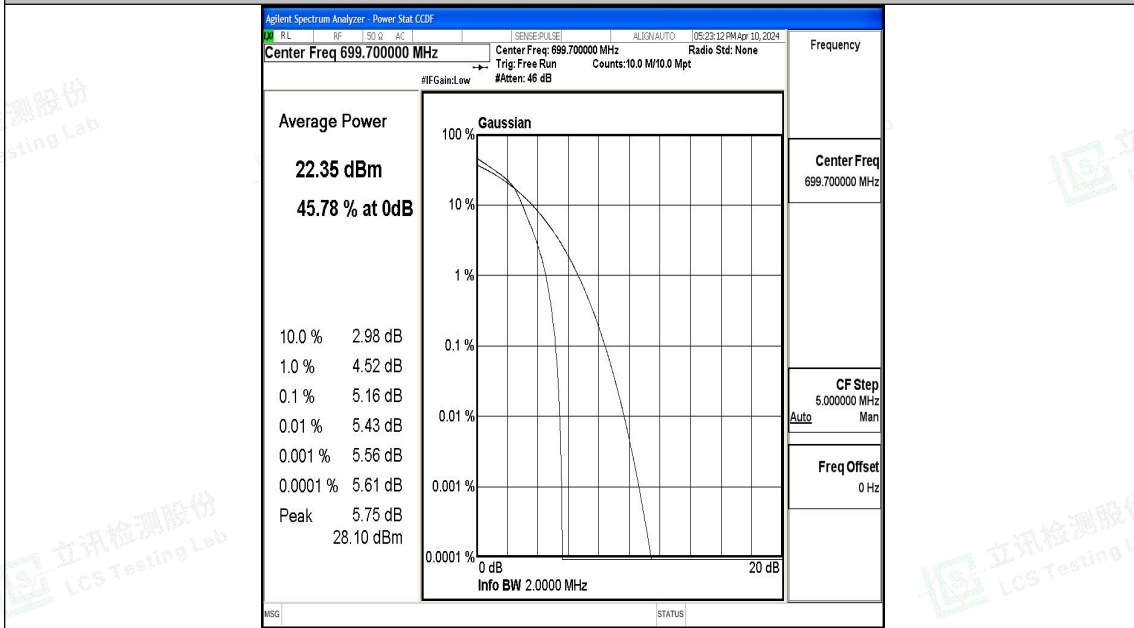 Agilent Spectrum Analyzer - Power Stat CCDF
RL RF 50 Ω AC SENSE:PULSE ALIGN AUTO 05:23:12 PM Apr 10, 2024
Center Freq 699.700000 MHz
Center Freq: 699.700000 MHz Radio Std: None
Trig: Free Run Counts:10.0 M/10.0 Mpt
#IFGain:Low #Atten: 46 dB
Frequency
Average Power
22.35 dBm
45.78 % at 0dB
10.0 % 2.98 dB
1.0 % 4.52 dB
0.1 % 5.16 dB
0.01 % 5.43 dB
0.001 % 5.56 dB
0.0001 % 5.61 dB
Peak 5.75 dB
28.10 dBm
Gaussian
100 %
10 %
1 %
0.1 %
0.01 %
0.001 %
0.0001 %
0 dB 20 dB
Info BW 2.0000 MHz
Center Freq
699.700000 MHz
CF Step
5.000000 MHz
Auto Man
Freq Offset
0 Hz
MSG STATUS
测股份
sting Lab
立
立讯检测股份
LCS Testing Lab
立讯检测股份
LCS Testing L